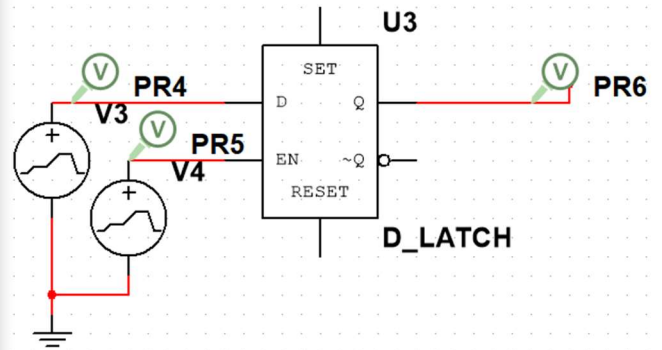 U3
V
V
SET
PR4
D
Q
PR6
V3
V
PR5
EN
~Q
V4
RESET
D_LATCH